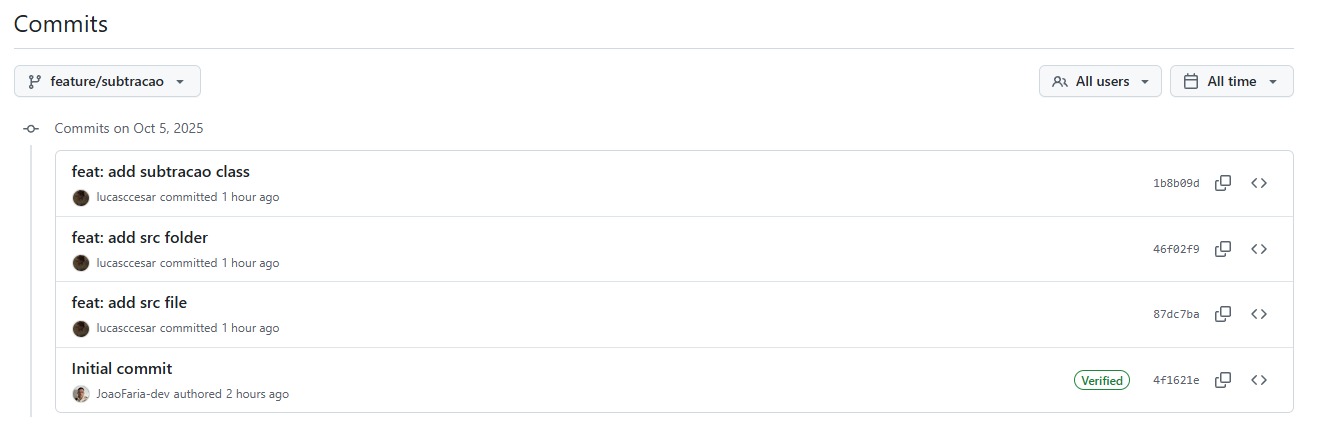 Commits
feature/subtracao
All users
All time
Commits on Oct 5, 2025
feat: add subtracao class
lucasccesar committed 1 hour ago
1b8b09d
feat: add src folder
lucasccesar committed 1 hour ago
46f02f9
feat: add src file
lucasccesar committed 1 hour ago
87dc7ba
Initial commit
JoaoFaria-dev authored 2 hours ago
Verified
4f1621e